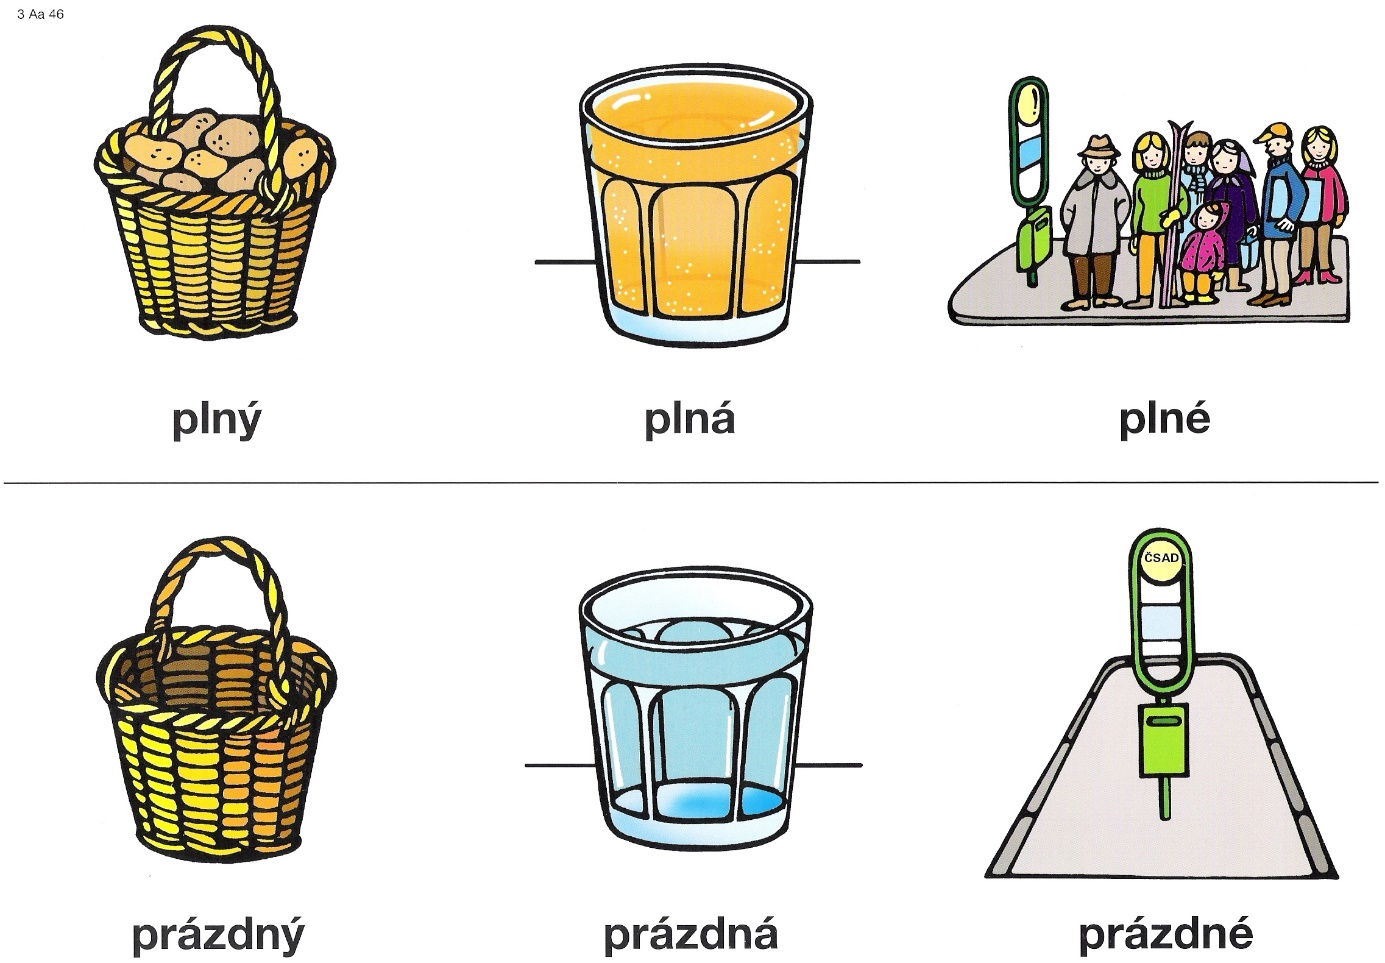 3 Aa 46
plný
plná
plné
ČSAD
prázdný
prázdná
prázdné